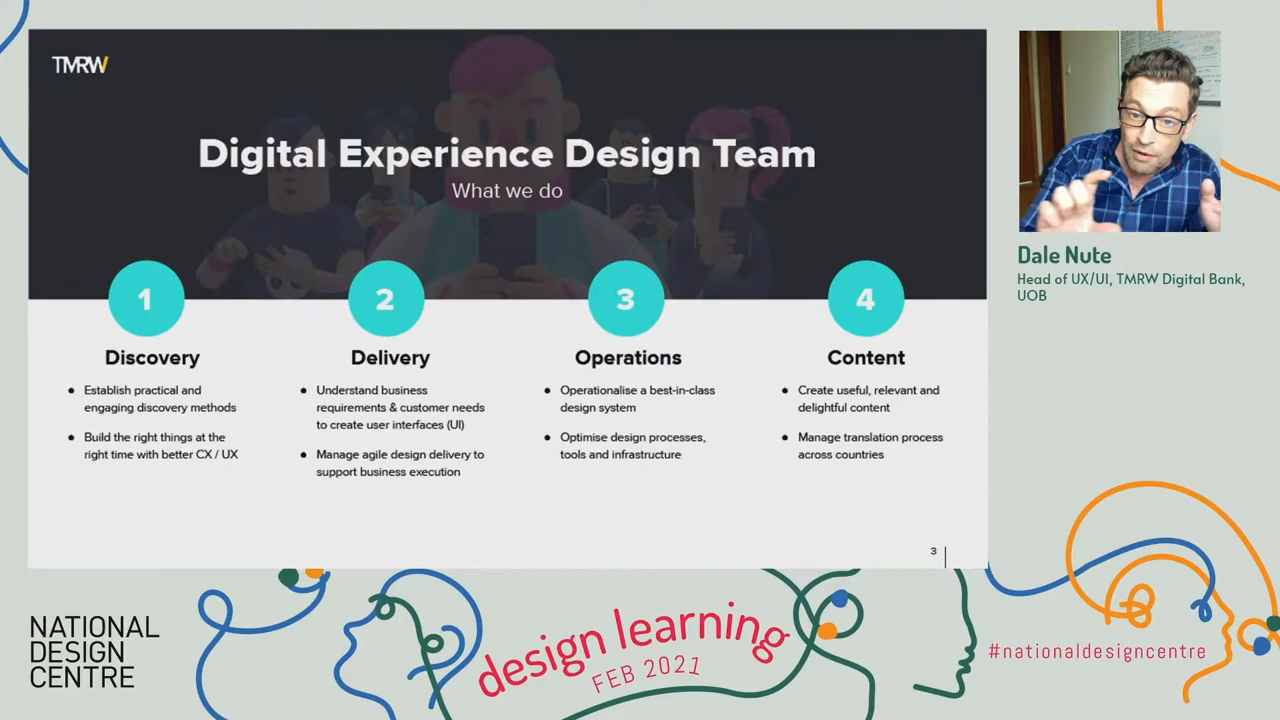 TMRW
Digital Experience Design Team
What we do
1
Discovery
• Establish practical and
engaging discovery methods
• Build the right things at the
right time with better CX / UX
2
Delivery
• Understand business
requirements & customer needs
to create user interfaces (UI)
• Manage agile design delivery to
support business execution
3
Operations
• Operationalise a best-in-class
design system
• Optimise design processes,
tools and infrastructure
4
Content
• Create useful, relevant and
delightful content
• Manage translation process
across countries
3
Dale Nute
Head of UX/UI, TMRW Digital Bank,
UOB
NATIONAL
DESIGN
CENTRE
design learning
FEB 2021
#nationaldesigncentre